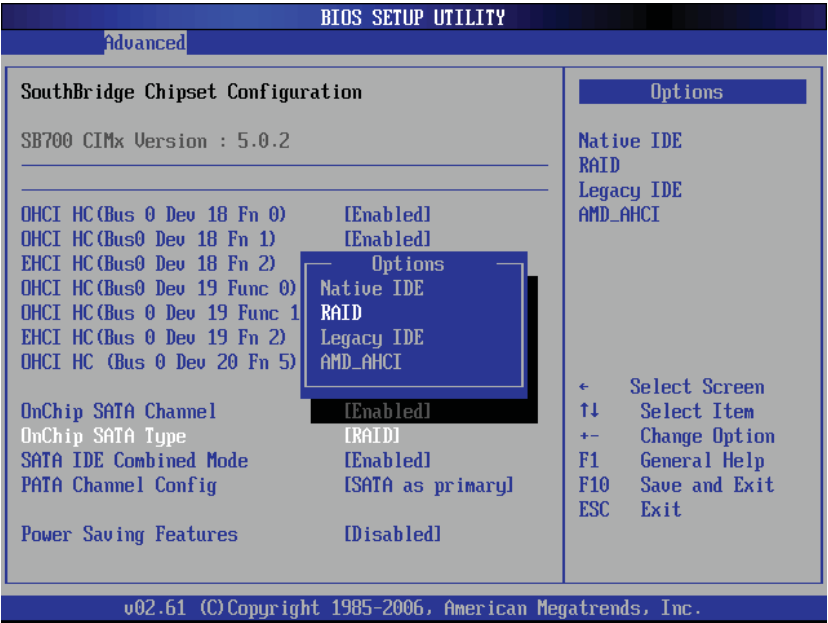 BIOS SETUP UTILITY
Advanced
SouthBridge Chipset Configuration
SB700 CIMx Version : 5.0.2
OHCI HC(Bus 0 Dev 18 Fn 0) [Enabled]
OHCI HC(Bus0 Dev 18 Fn 1) [Enabled]
EHCI HC(Bus0 Dev 18 Fn 2)
OHCI HC(Bus0 Dev 19 Func 0)
OHCI HC(Bus 0 Dev 19 Func 1
EHCI HC(Bus 0 Dev 19 Fn 2)
OHCI HC (Bus 0 Dev 20 Fn 5)
OnChip SATA Channel [Enabled]
OnChip SATA Type [RAID]
SATA IDE Combined Mode [Enabled]
PATA Channel Config [SATA as primary]
Power Saving Features [Disabled]
Options
Native IDE
RAID
Legacy IDE
AMD_AHCI
Options
Native IDE
RAID
Legacy IDE
AMD_AHCI
← Select Screen
↑↓ Select Item
+- Change Option
F1 General Help
F10 Save and Exit
ESC Exit
v02.61 (C)Copyright 1985-2006, American Megatrends, Inc.